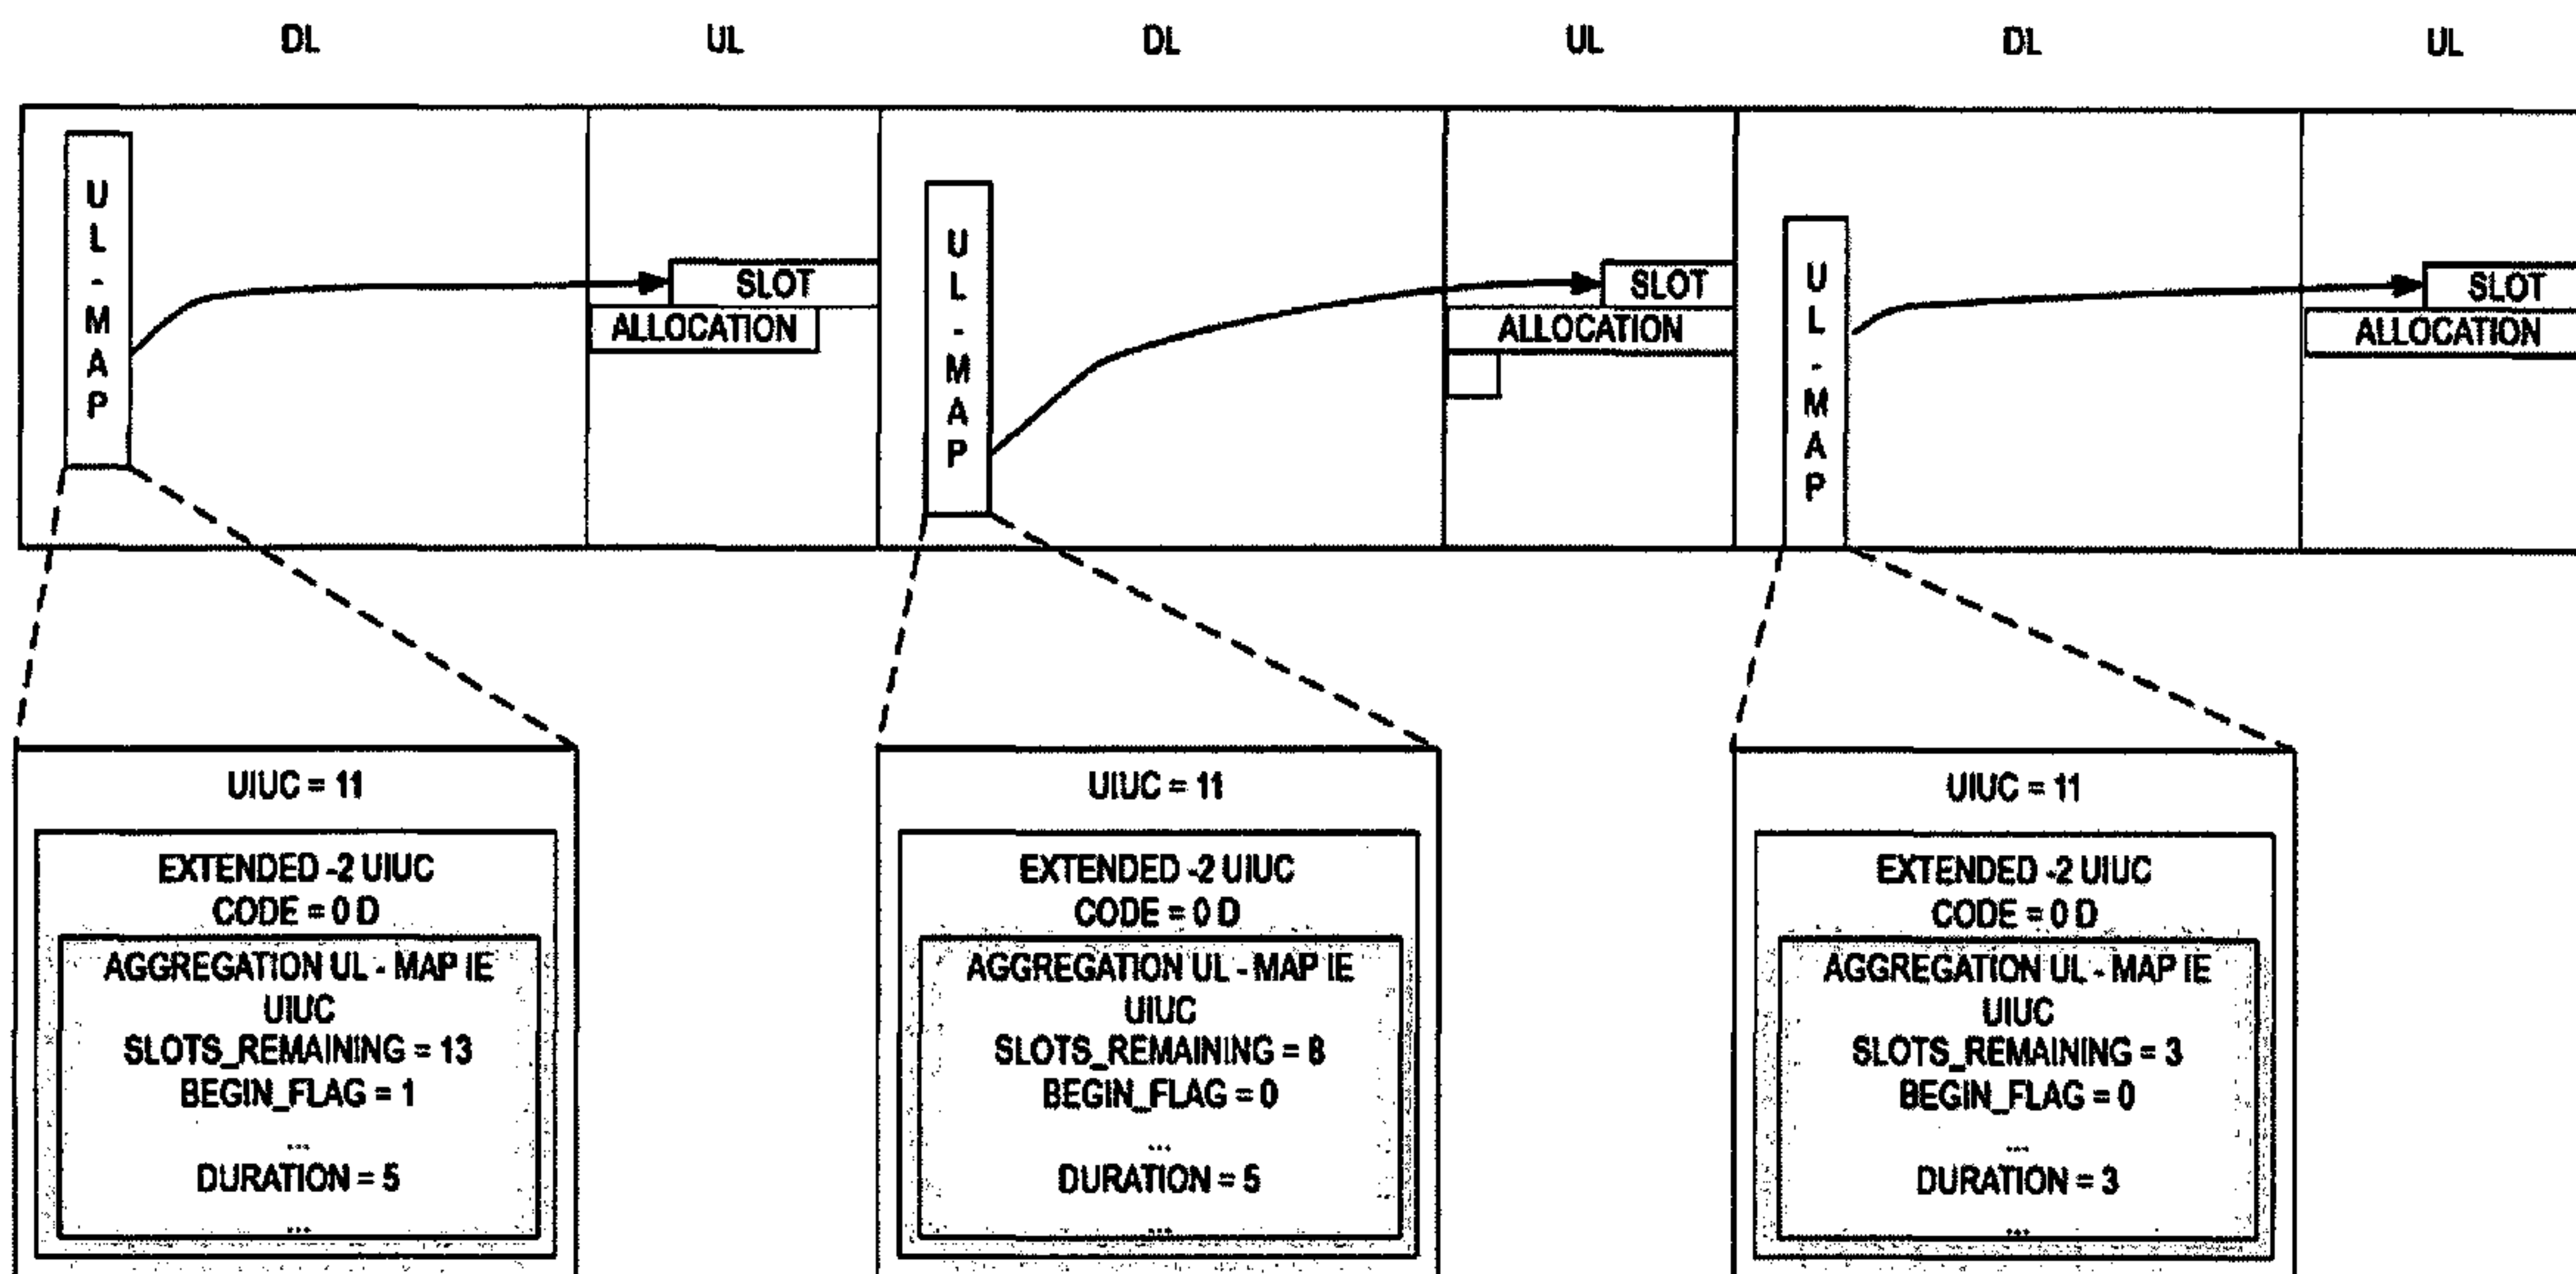 DL UL DL UL DL UL
UL-MAP
SLOT
ALLOCATION
UL-MAP
SLOT
ALLOCATION
UL-MAP
SLOT
ALLOCATION
UIUC = 11
EXTENDED -2 UIUC
CODE = 0 D
AGGREGATION UL - MAP IE
UIUC
SLOTS_REMAINING = 13
BEGIN_FLAG = 1
...
DURATION = 5
...
UIUC = 11
EXTENDED -2 UIUC
CODE = 0 D
AGGREGATION UL - MAP IE
UIUC
SLOTS_REMAINING = 8
BEGIN_FLAG = 0
...
DURATION = 5
...
UIUC = 11
EXTENDED -2 UIUC
CODE = 0 D
AGGREGATION UL - MAP IE
UIUC
SLOTS_REMAINING = 3
BEGIN_FLAG = 0
...
DURATION = 3
...